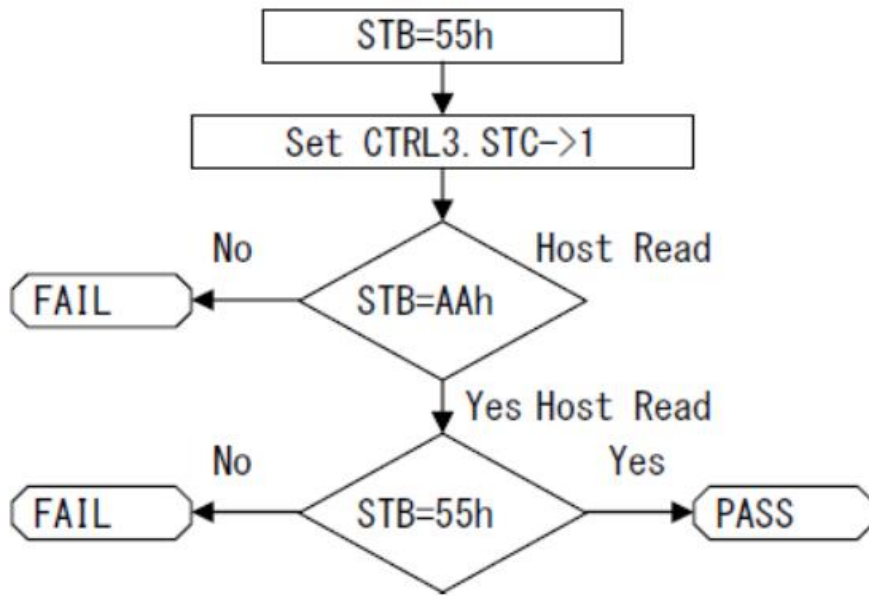 STB=55h
Set CTRL3.STC->1
No
Host Read
FAIL
STB=AAh
Yes Host Read
No
Yes
FAIL
STB=55h
PASS